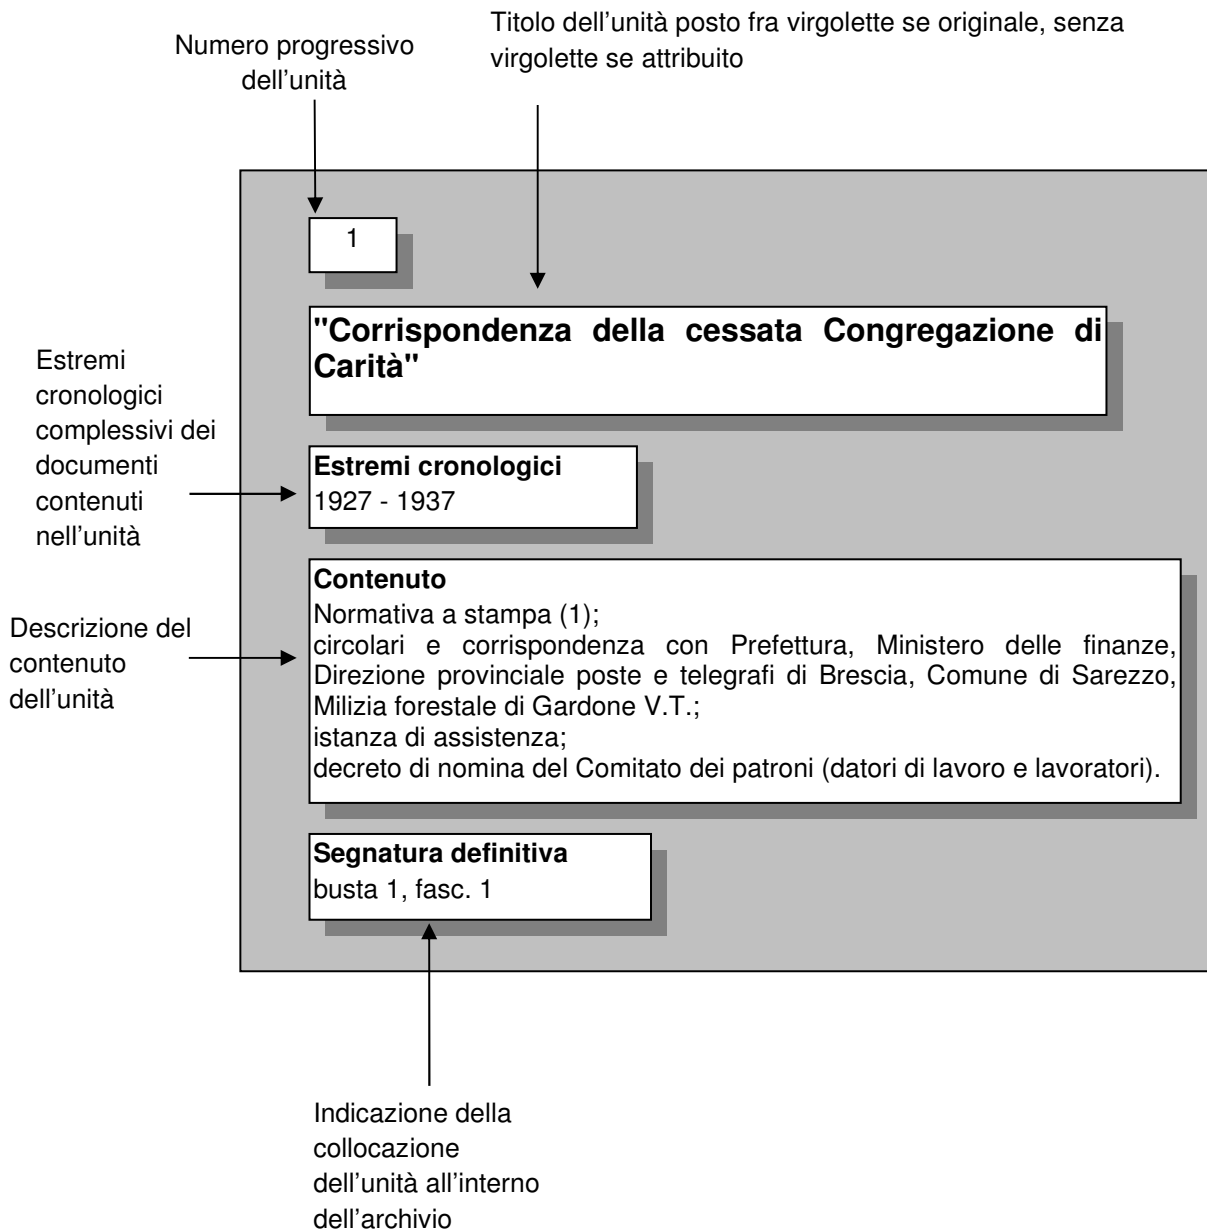 Titolo dell’unità posto fra virgolette se originale, senza
virgolette se attribuito
Numero progressivo
dell’unità
1
"Corrispondenza della cessata Congregazione di
Carità"
Estremi
cronologici
complessivi dei
documenti
contenuti
nell’unità
Estremi cronologici
1927 - 1937
Descrizione del
contenuto
dell’unità
Contenuto
Normativa a stampa (1);
circolari e corrispondenza con Prefettura, Ministero delle finanze,
Direzione provinciale poste e telegrafi di Brescia, Comune di Sarezzo,
Milizia forestale di Gardone V.T.;
istanza di assistenza;
decreto di nomina del Comitato dei patroni (datori di lavoro e lavoratori).
Segnatura definitiva
busta 1, fasc. 1
Indicazione della
collocazione
dell’unità all’interno
dell’archivio